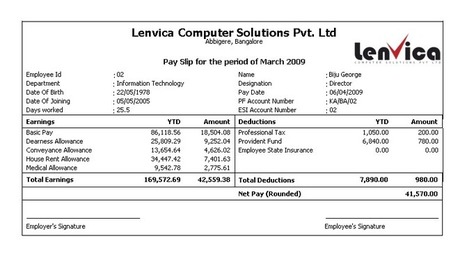 Lenvica Computer Solutions Pvt. Ltd
Abbigere, Bangalore
Lenvica
COMPUTER SOLUTIONS PVT LTD
Pay Slip for the period of March 2009
Employee Id : 02 Name : Biju George
Department : Information Technology Designation : Director
Date Of Birth : 22/05/1978 Pay Date : 06/04/2009
Date Of Joining : 05/05/2005 PF Account Number : KA/BA/02
Days worked : 25.5 ESI Account Number : 02
Earnings YTD Amount Deductions YTD Amount
Basic Pay 86,118.56 18,504.08 Professional Tax 1,050.00 200.00
Dearness Allowance 25,809.29 9,252.04 Provident Fund 6,840.00 780.00
Conveyance Allowance 13,654.64 4,626.02 Employee State Insurance 0.00 0.00
House Rent Allowance 34,447.42 7,401.63
Medical Allowance 9,542.78 2,775.61
Total Earnings 169,572.69 42,559.38 Total Deductions 7,890.00 980.00
Net Pay (Rounded) 41,570.00
Employer's Signature Employee's Signature